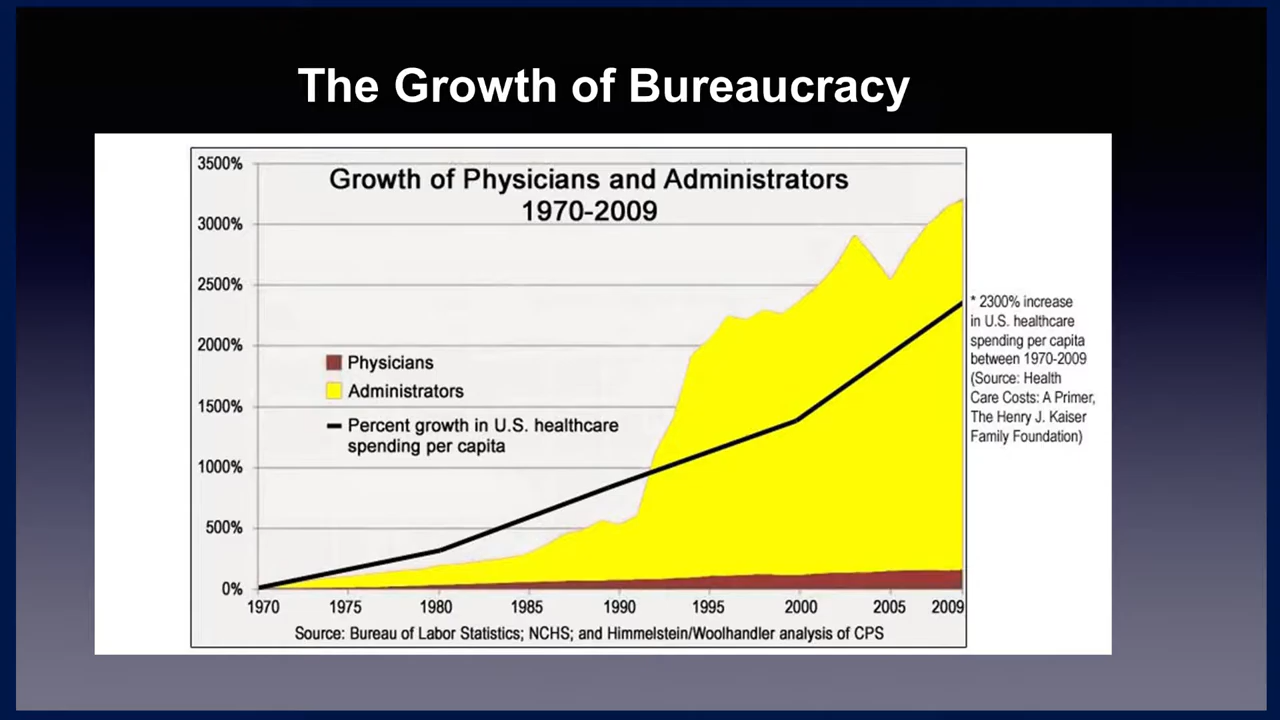 The Growth of Bureaucracy
Growth of Physicians and Administrators
1970-2009
3500%
3000%
2500%
2000%
1500%
1000%
500%
0%
Physicians
Administrators
Percent growth in U.S. healthcare
spending per capita
* 2300% increase
in U.S. healthcare
spending per capita
between 1970-2009
(Source: Health
Care Costs: A Primer,
The Henry J. Kaiser
Family Foundation)
1970 1975 1980 1985 1990 1995 2000 2005 2009
Source: Bureau of Labor Statistics; NCHS; and Himmelstein/Woolhandler analysis of CPS